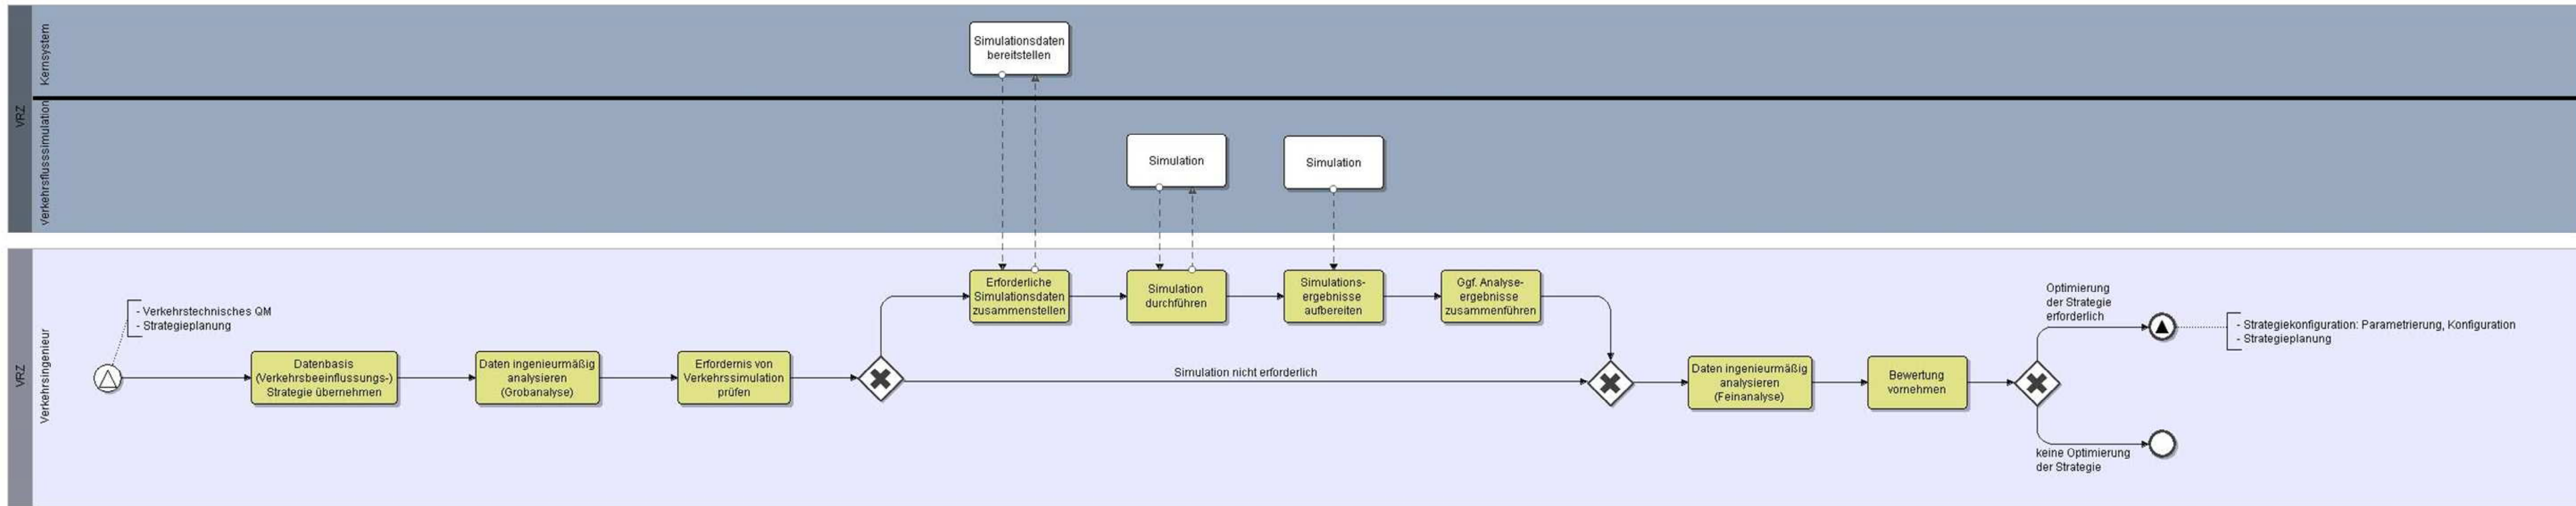 VRZ
Kernsystem
Verkehrsflusssimulation
Simulationsdaten
bereitstellen
Simulation
Simulation
VRZ
Verkehrsingenieur
- Verkehrstechnisches QM
- Strategieplanung
Datenbasis
(Verkehrsbeeinflussungs-)
Strategie übernehmen
Daten ingenieurmäßig
analysieren
(Grobanalyse)
Erfordernis von
Verkehrssimulation
prüfen
Erforderliche
Simulationsdaten
zusammenstellen
Simulation
durchführen
Simulations-
ergebnisse
aufbereiten
Ggf. Analyse-
ergebnisse
zusammenführen
Simulation nicht erforderlich
Daten ingenieurmäßig
analysieren
(Feinanalyse)
Bewertung
vornehmen
Optimierung
der Strategie
erforderlich
- Strategiekonfiguration: Parametrierung, Konfiguration
- Strategieplanung
keine Optimierung
der Strategie